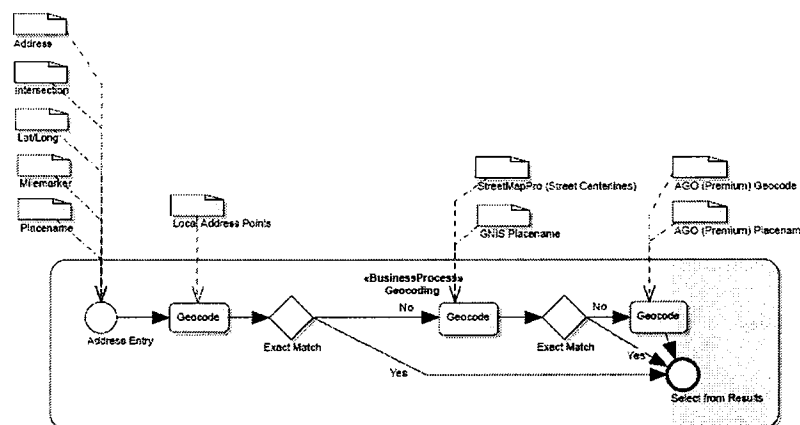 Address
Intersection
Lat/Long
Milemarker
Placename
Local Address Points
StreetMapPro (Street Centerlines)
GNIS Placename
AGO (Premium) Geocode
AGO (Premium) Placenam
«BusinessProcess»
Geocoding
Address Entry
Geocode
Exact Match
No
Geocode
Exact Match
No
Geocode
Yes
Yes
Select from Results